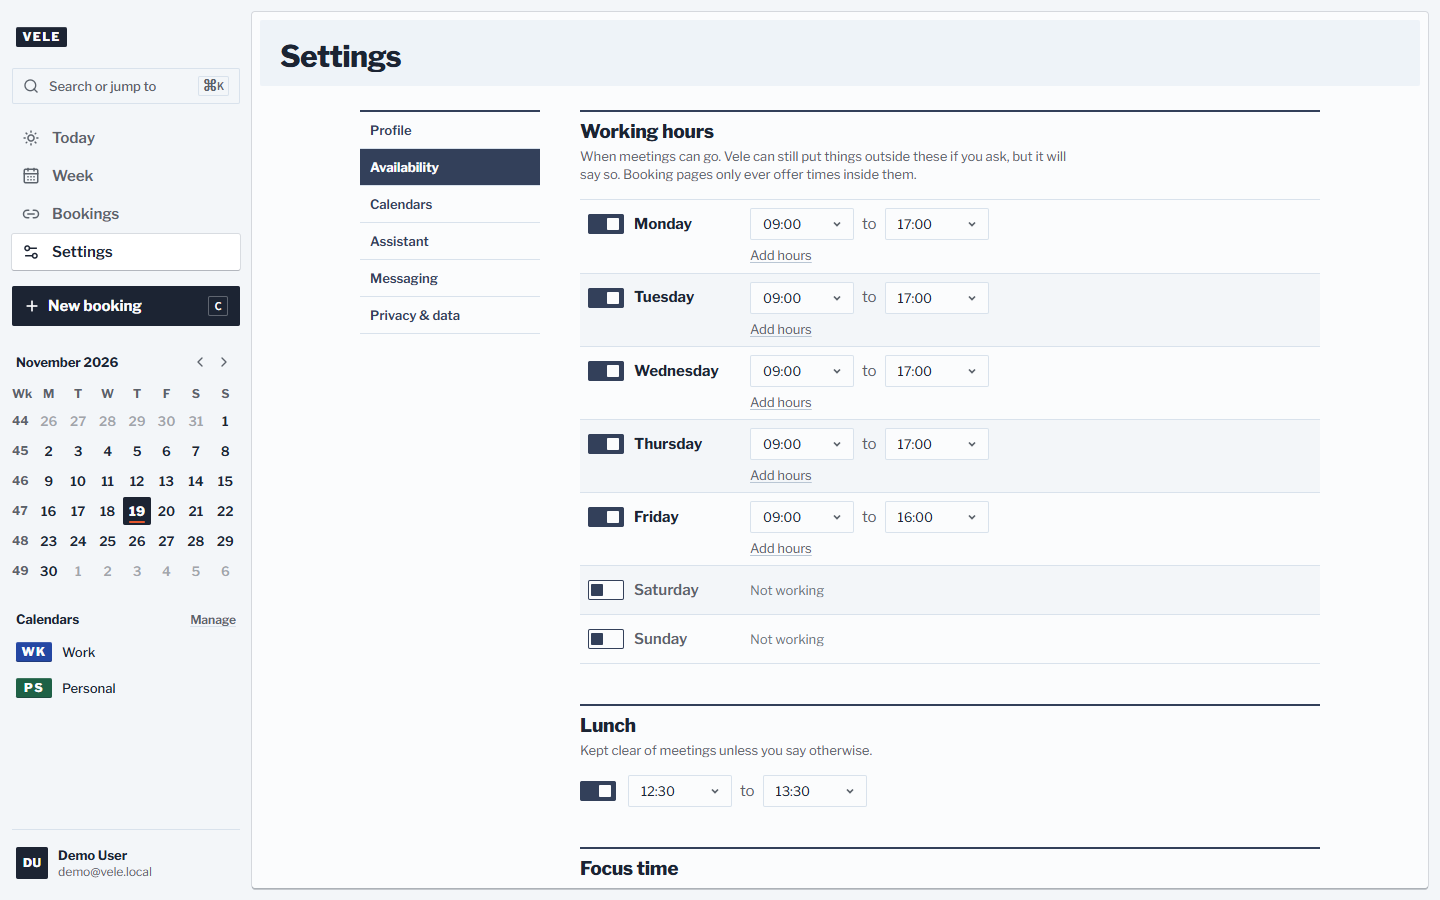 VELE
Search or jump to ⌘K
Today
Week
Bookings
Settings
+ New booking C
November 2026
Wk M T W T F S S
44 26 27 28 29 30 31 1
45 2 3 4 5 6 7 8
46 9 10 11 12 13 14 15
47 16 17 18 19 20 21 22
48 23 24 25 26 27 28 29
49 30 1 2 3 4 5 6
Calendars Manage
WK Work
PS Personal
DU Demo User
demo@vele.local
Settings
Profile
Availability
Calendars
Assistant
Messaging
Privacy & data
Working hours
When meetings can go. Vele can still put things outside these if you ask, but it will
say so. Booking pages only ever offer times inside them.
Monday 09:00 to 17:00
Add hours
Tuesday 09:00 to 17:00
Add hours
Wednesday 09:00 to 17:00
Add hours
Thursday 09:00 to 17:00
Add hours
Friday 09:00 to 16:00
Add hours
Saturday Not working
Sunday Not working
Lunch
Kept clear of meetings unless you say otherwise.
12:30 to 13:30
Focus time